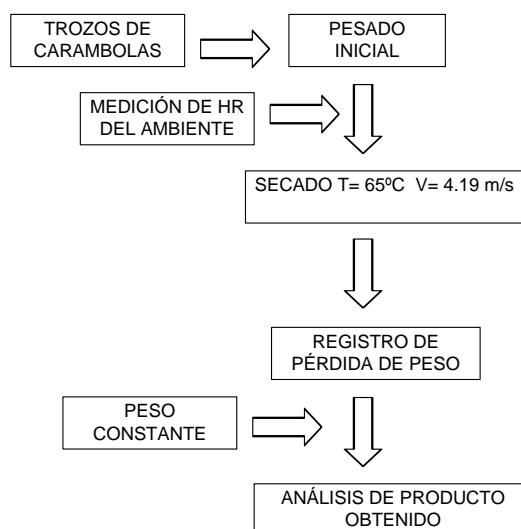 TROZOS DE
CARAMBOLAS
PESADO
INICIAL
MEDICIÓN DE HR
DEL AMBIENTE
SECADO T= 65ºC  V= 4.19 m/s
REGISTRO DE
PÉRDIDA DE PESO
PESO
CONSTANTE
ANÁLISIS DE PRODUCTO
OBTENIDO